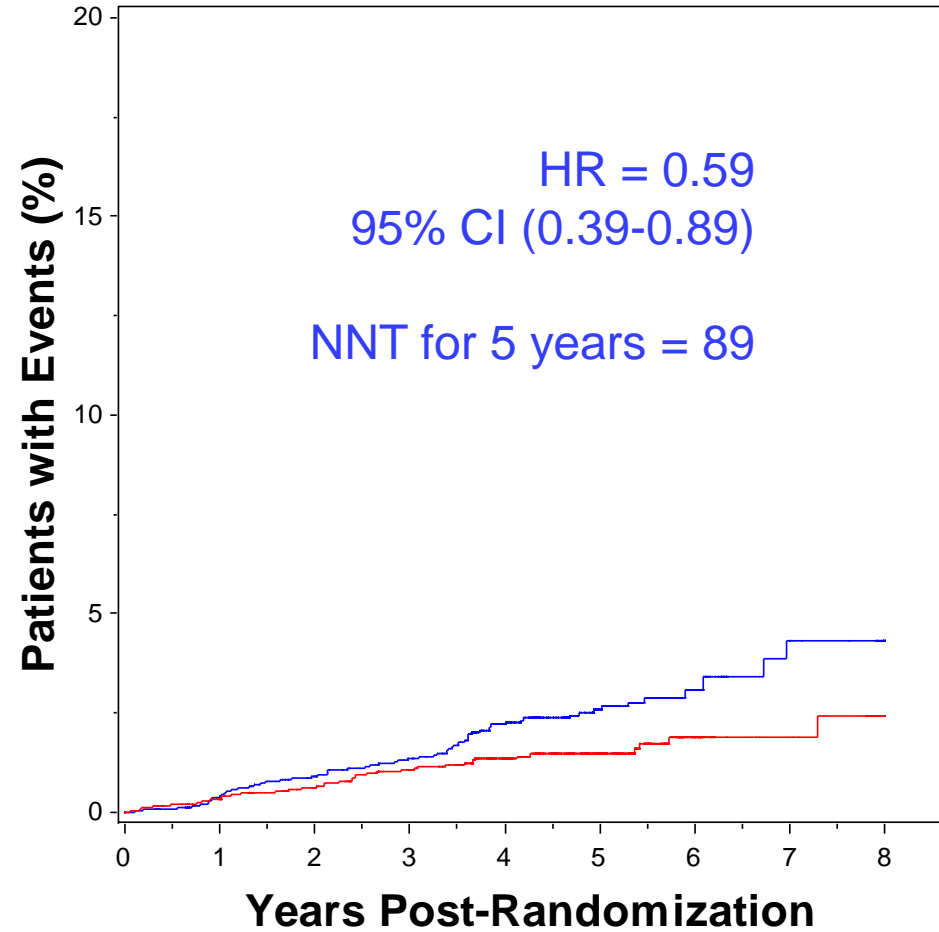 20
15
10
5
0
Patients with Events (%)
HR = 0.59
95% CI (0.39-0.89)
NNT for 5 years = 89
0 1 2 3 4 5 6 7 8
Years Post-Randomization